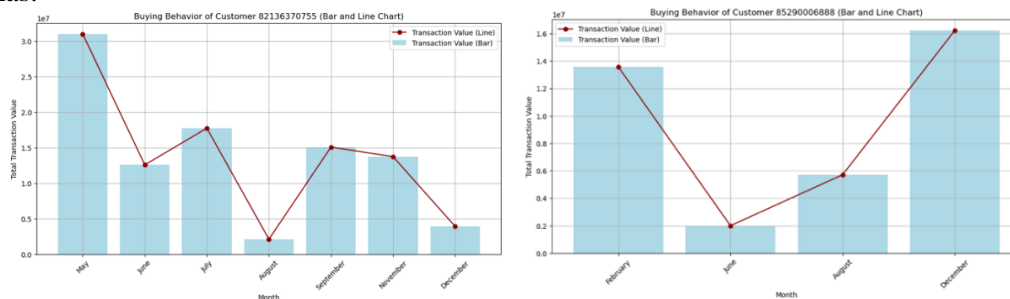 Buying Behavior of Customer 82136370755 (Bar and Line Chart)
1e7
Transaction Value (Line)
Transaction Value (Bar)
3.0
2.5
2.0
1.5
1.0
0.5
0.0
Total Transaction Value
May
June
July
August
September
November
December
Month
Buying Behavior of Customer 85290006888 (Bar and Line Chart)
1e7
Transaction Value (Line)
Transaction Value (Bar)
1.6
1.4
1.2
1.0
0.8
0.6
0.4
0.2
0.0
Total Transaction Value
February
June
August
December
Month